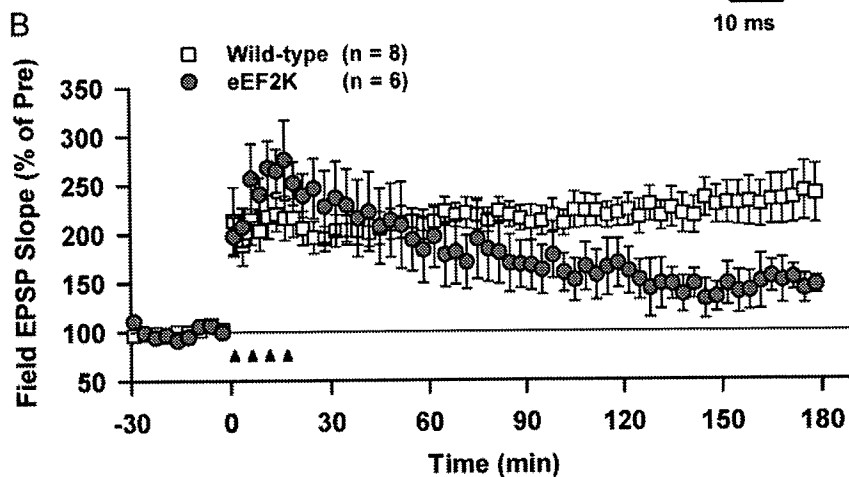 B
10 ms
Wild-type (n = 8)
eEF2K (n = 6)
Field EPSP Slope (% of Pre)
350
300
250
200
150
100
50
-30 0 30 60 90 120 150 180
Time (min)